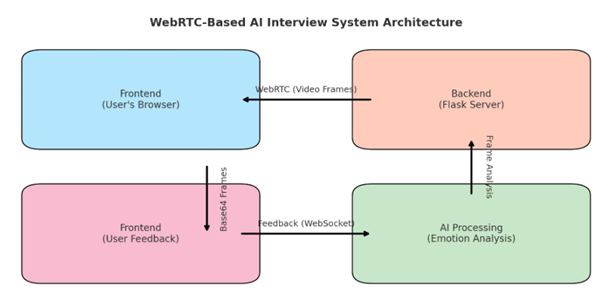 WebRTC-Based AI Interview System Architecture
Frontend
(User's Browser)
WebRTC (Video Frames)
Backend
(Flask Server)
Base64 Frames
Frame Analysis
Frontend
(User Feedback)
Feedback (WebSocket)
AI Processing
(Emotion Analysis)